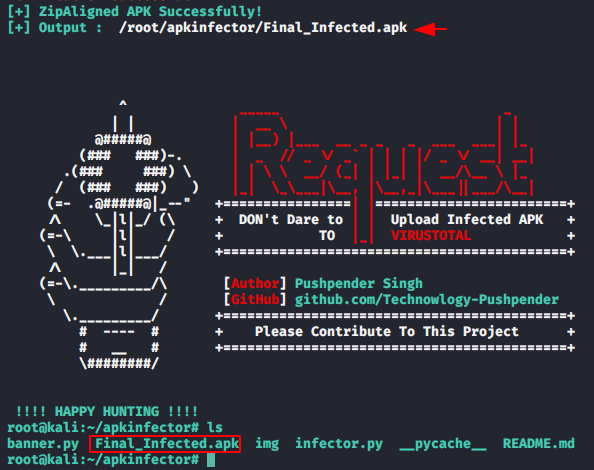 [+] ZipAligned APK Successfully!
[+] Output :  /root/apkinfector/Final_Infected.apk
Request
DON't Dare to Upload Infected APK
TO VIRUSTOTAL
[Author] Pushpender Singh
[GitHub] github.com/Technowlogy-Pushpender
Please Contribute To This Project
!!!! HAPPY HUNTING !!!!
root@kali:~/apkinfector# ls
banner.py  Final_Infected.apk  img  infector.py  __pycache__  README.md
root@kali:~/apkinfector#